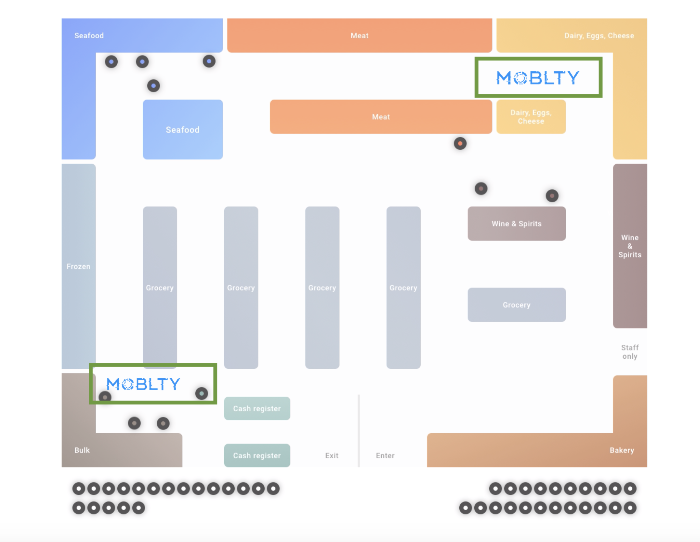 Seafood
Meat
Dairy, Eggs, Cheese
MOBLTY
Seafood
Meat
Dairy, Eggs,
Cheese
Wine & Spirits
Wine
&
Spirits
Frozen
Grocery
Grocery
Grocery
Grocery
Grocery
Staff
only
MOBLTY
Cash register
Bulk
Cash register
Exit
Enter
Bakery